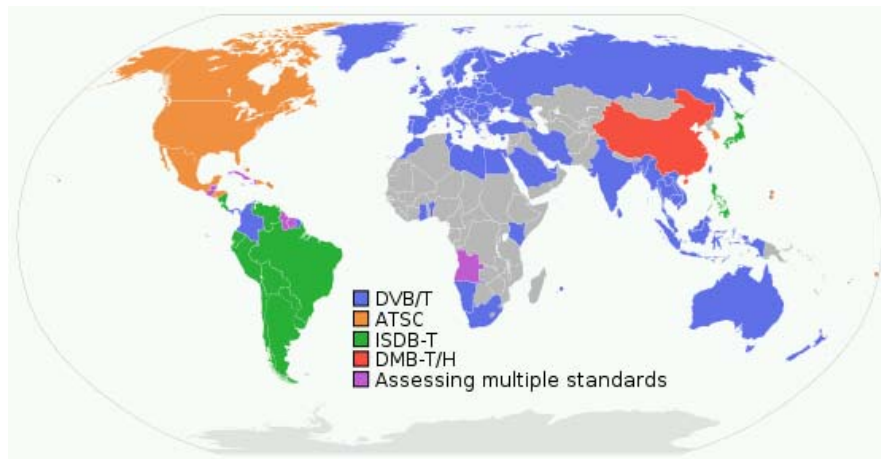 DVB/T
ATSC
ISDB-T
DMB-T/H
Assessing multiple standards